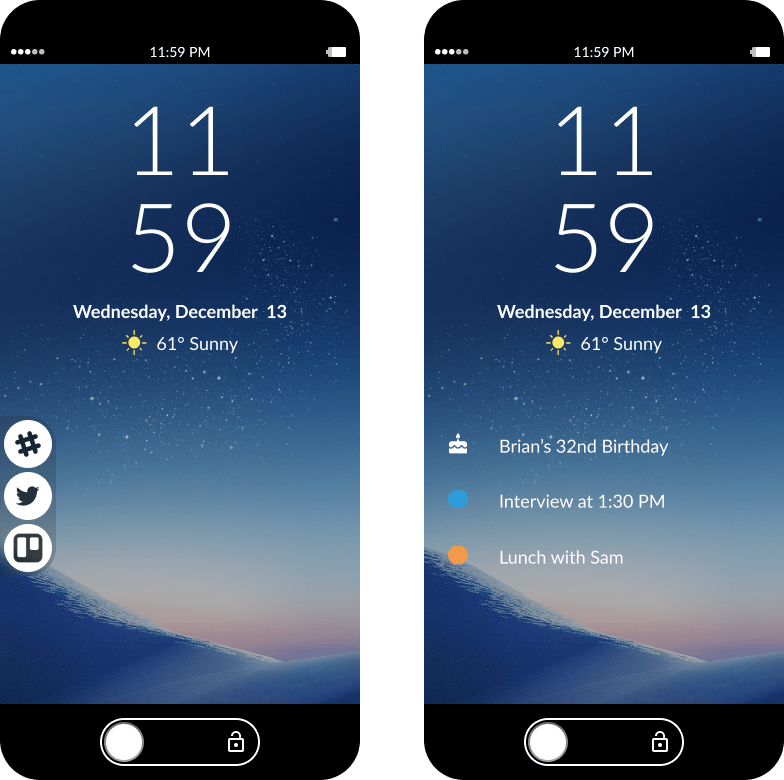 11:59 PM
11
59
Wednesday, December 13
61° Sunny
11:59 PM
11
59
Wednesday, December 13
61° Sunny
Brian's 32nd Birthday
Interview at 1:30 PM
Lunch with Sam